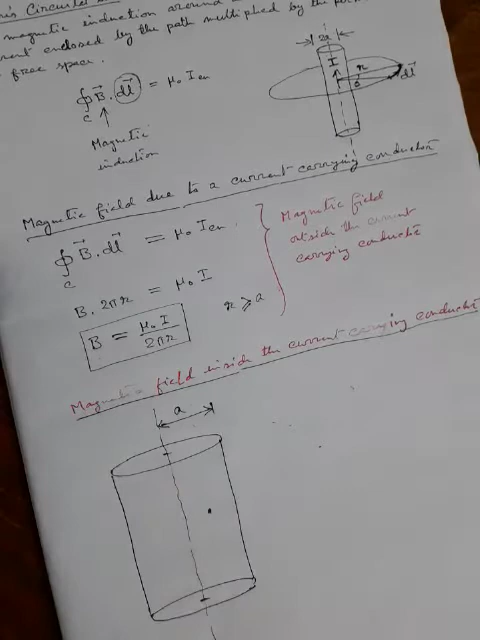 's Circuital
magnetic induction around
enclosed by the path multiplied by the
free space.
∮ B⃗. dl⃗ = μ₀ Ien
C
Magnetic
induction
2a
I
r
dl⃗
Magnetic field due to a current carrying conductor
∮ B⃗. dl⃗ = μ₀ Ien.
C
B. 2πr = μ₀ I
B = μ₀ I / 2πr
r ⩾ a
Magnetic field
outside the current
carrying conductor
Magnetic field inside the current carrying conductor
a